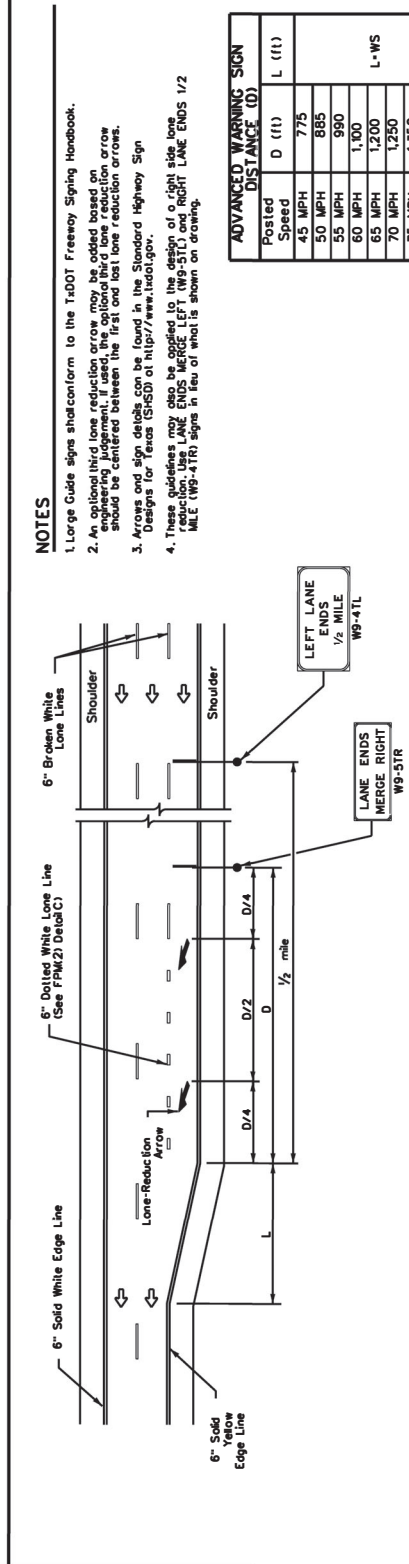 NOTES
1. Large Guide signs shall conform to the TxDOT Freeway Signing Handbook.
2. An optional third lane reduction arrow may be added based on
engineering judgement. If used, the optional third lane reduction arrow
should be centered between the first and last lane reduction arrows.
3. Arrows and sign details can be found in the Standard Highway Sign
Designs for Texas (SHSD) at http://www.txdot.gov.
4. These guidelines may also be applied to the design of a right side lane
reduction. Use LANE ENDS MERGE LEFT (W9-5TL) and RIGHT LANE ENDS 1/2
MILE (W9-4TR) signs in lieu of what is shown on drawing.
6" Solid White Edge Line
6" Dotted White Lane Line
(See FPM(2) Detail C)
6" Broken White
Lane Lines
Shoulder
Lane-Reduction
Arrow
Shoulder
6" Solid
Yellow
Edge Line
L
D/4
D/2
D/4
D
1/2 mile
LANE ENDS
MERGE RIGHT
W9-5TR
LEFT LANE
ENDS
1/2 MILE
W9-4TL
ADVANCED WARNING SIGN
DISTANCE (D)
Posted Speed D (ft) L (ft)
45 MPH 775
50 MPH 885
55 MPH 990
60 MPH 1,100
65 MPH 1,200 L=WS
70 MPH 1,250